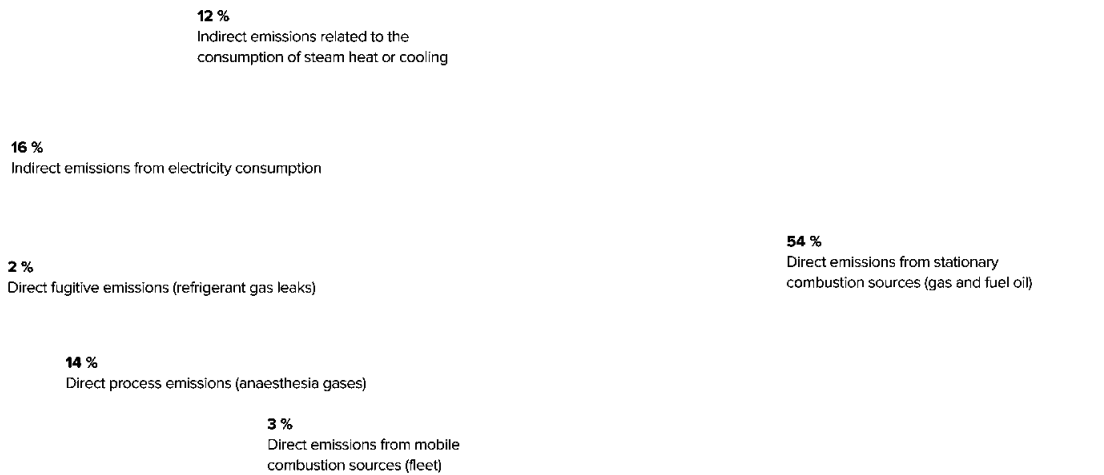 12 %
Indirect emissions related to the
consumption of steam heat or cooling
16 %
Indirect emissions from electricity consumption
54 %
Direct emissions from stationary
combustion sources (gas and fuel oil)
2 %
Direct fugitive emissions (refrigerant gas leaks)
14 %
Direct process emissions (anaesthesia gases)
3 %
Direct emissions from mobile
combustion sources (fleet)